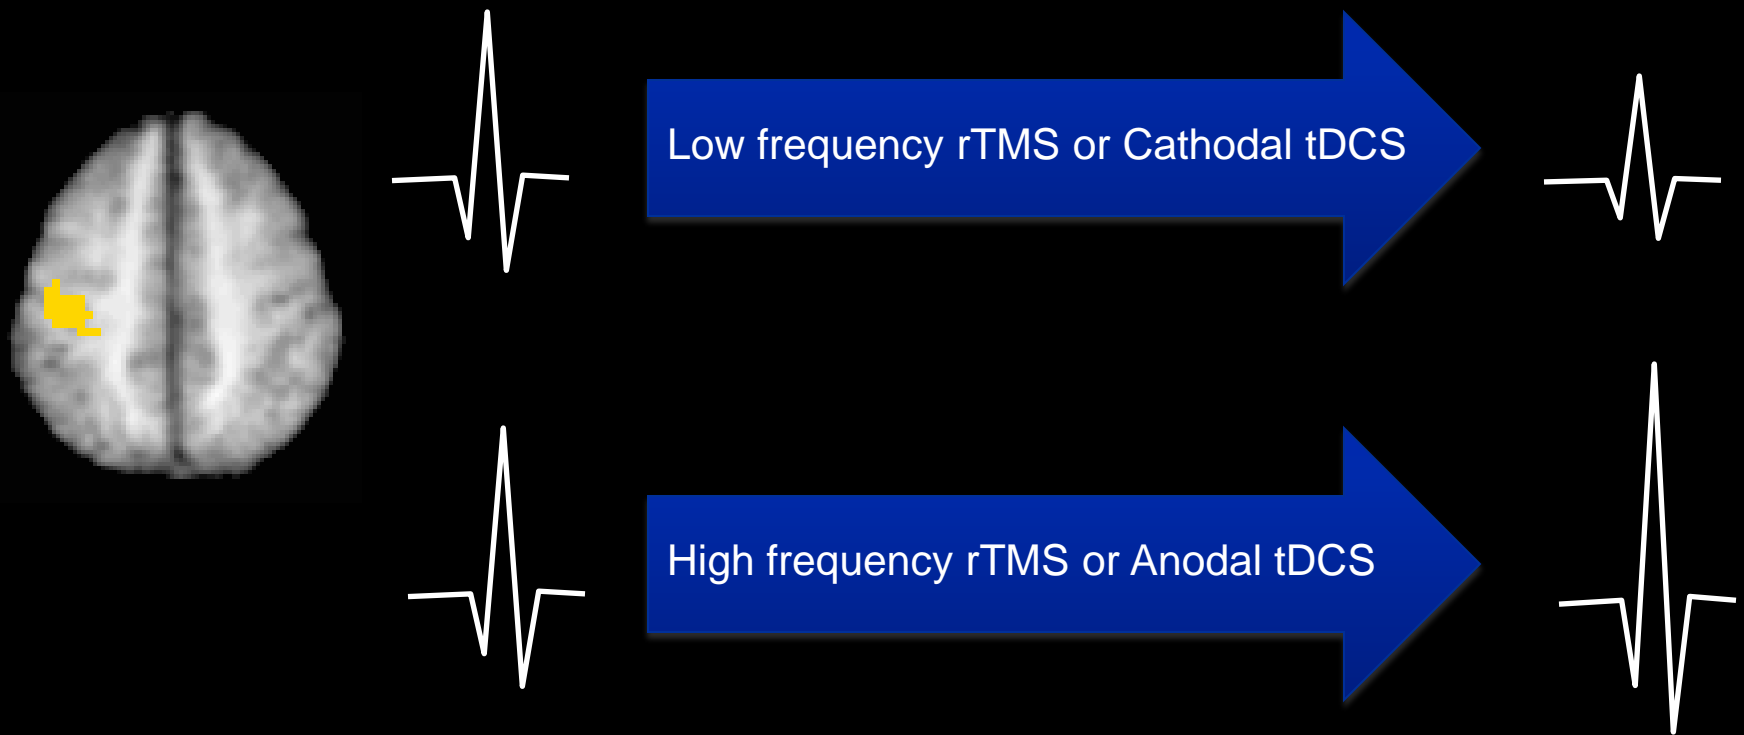 Low frequency rTMS or Cathodal tDCS
High frequency rTMS or Anodal tDCS